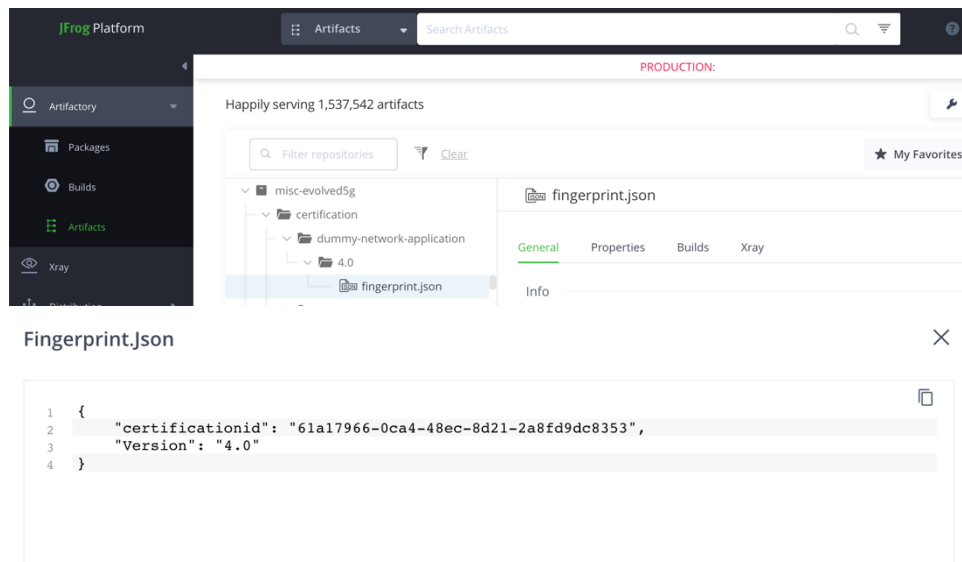 JFrog Platform
Artifacts
Search Artifacts
PRODUCTION:
Artifactory
Happily serving 1,537,542 artifacts
Packages
Filter repositories
Clear
My Favorites
Builds
misc-evolved5g
fingerprint.json
certification
Artifacts
dummy-network-application
General Properties Builds Xray
4.0
Xray
fingerprint.json
Info
Distribution
Fingerprint.Json
1 {
2 "certificationid": "61a17966-0ca4-48ec-8d21-2a8fd9dc8353",
3 "Version": "4.0"
4 }